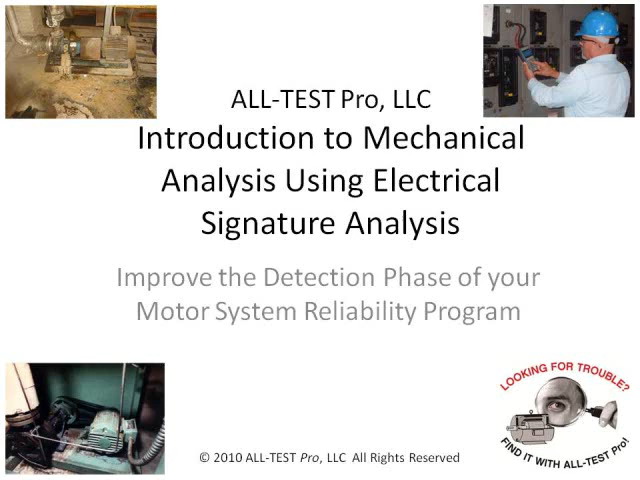 ALL-TEST Pro, LLC
Introduction to Mechanical
Analysis Using Electrical
Signature Analysis
Improve the Detection Phase of your
Motor System Reliability Program
LOOKING FOR TROUBLE?
FIND IT WITH ALL-TEST Pro!
© 2010 ALL-TEST Pro, LLC All Rights Reserved